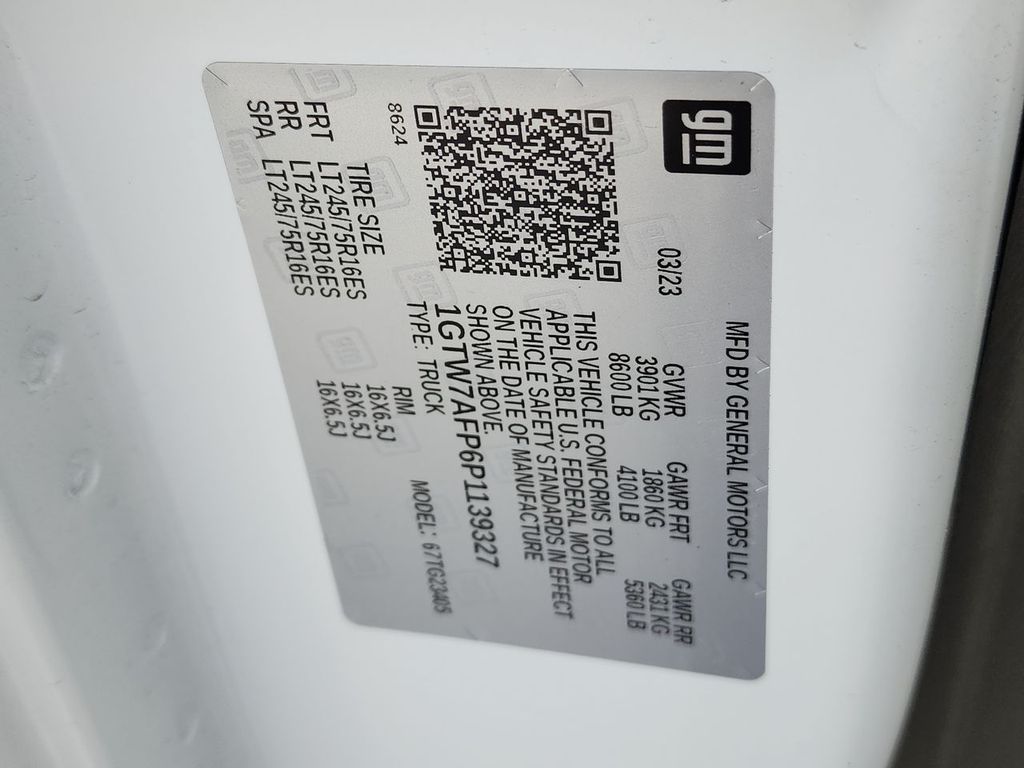 gm
MFD BY GENERAL MOTORS LLC
03/23
GVWR GAWR FRT GAWR RR
3901 KG 1860 KG 2431 KG
8600 LB 4100 LB 5360 LB
THIS VEHICLE CONFORMS TO ALL
APPLICABLE U.S. FEDERAL MOTOR
VEHICLE SAFETY STANDARDS IN EFFECT
ON THE DATE OF MANUFACTURE
SHOWN ABOVE.
1GTW7AFP6P1139327
TYPE: TRUCK MODEL: 67TG23405
8624
TIRE SIZE RIM
FRT LT245/75R16ES 16X6.5J
RR LT245/75R16ES 16X6.5J
SPA LT245/75R16ES 16X6.5J